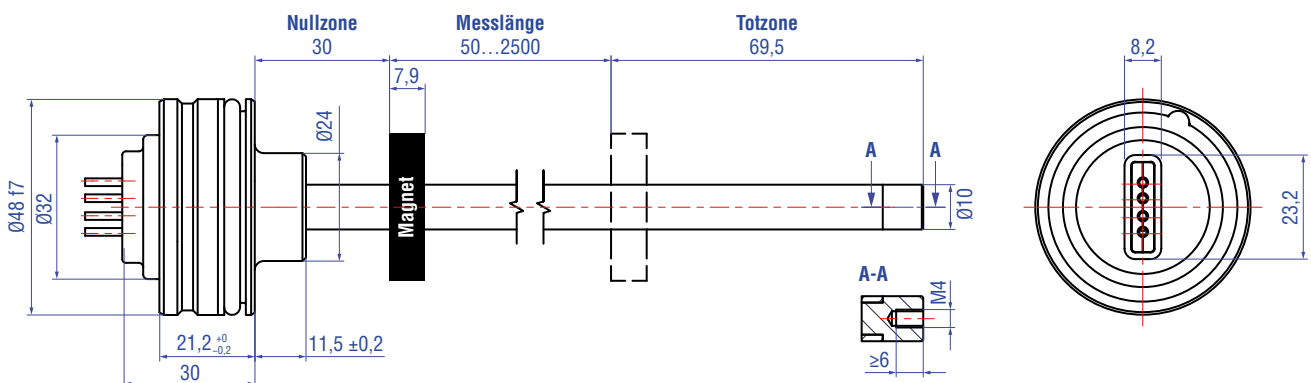 Nullzone
30
Messlänge
50...2500
Totzone
69,5
8,2
7,9
Ø24
Ø48 f7
Ø32
Magnet
A
A
Ø10
23,2
A-A
M4
21,2 +0 -0,2
11,5 ±0,2
≥6
30